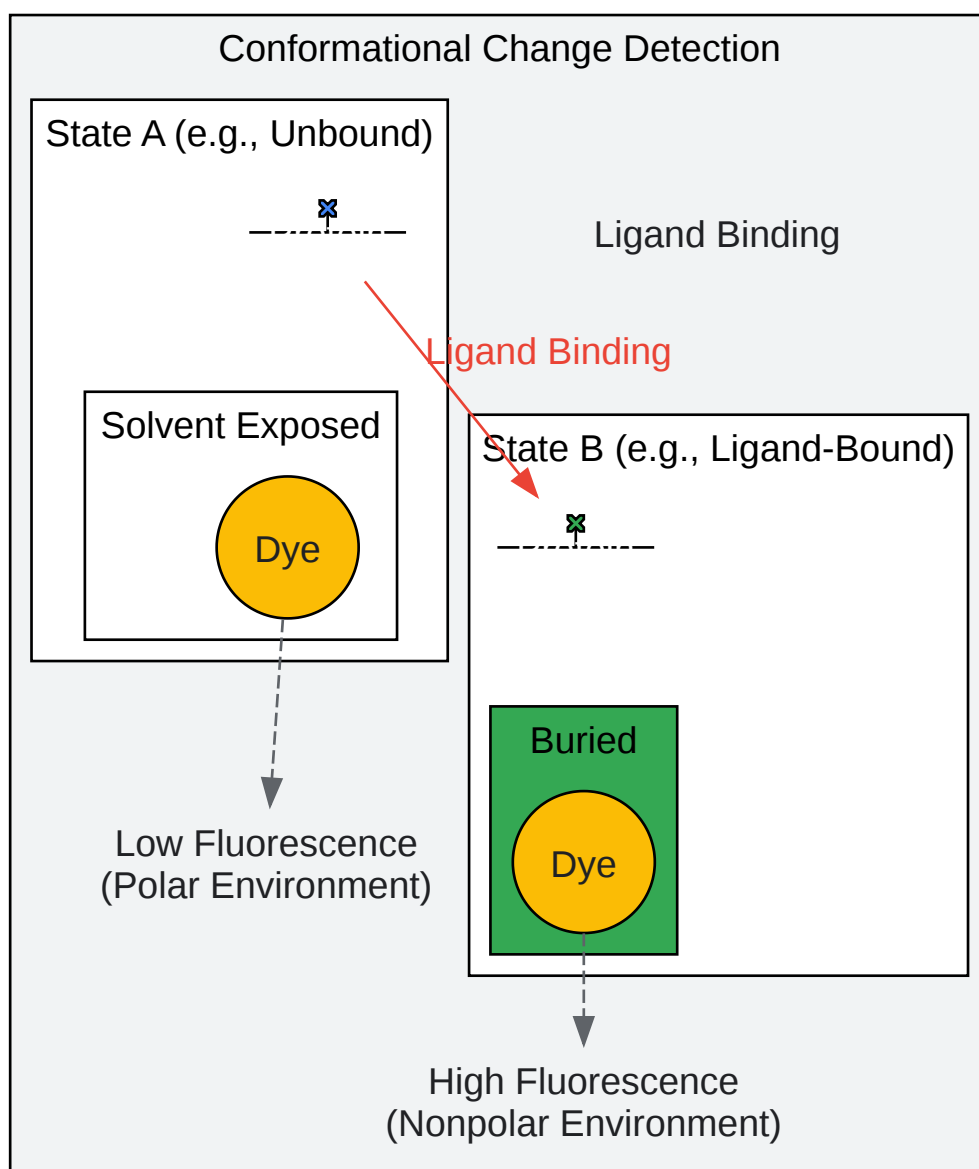 Conformational Change Detection
State A (e.g., Unbound)
Ligand Binding
Ligand Binding
Solvent Exposed
Dye
State B (e.g., Ligand-Bound)
Buried
Dye
Low Fluorescence
(Polar Environment)
High Fluorescence
(Nonpolar Environment)